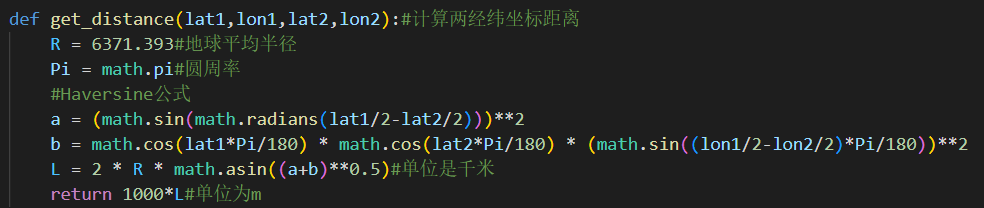 def get_distance(lat1,lon1,lat2,lon2):#计算两经纬坐标距离
    R = 6371.393#地球平均半径
    Pi = math.pi#圆周率
    #Haversine公式
    a = (math.sin(math.radians(lat1/2-lat2/2)))**2
    b = math.cos(lat1*Pi/180) * math.cos(lat2*Pi/180) * (math.sin((lon1/2-lon2/2)*Pi/180))**2
    L = 2 * R * math.asin((a+b)**0.5)#单位是千米
    return 1000*L#单位为m